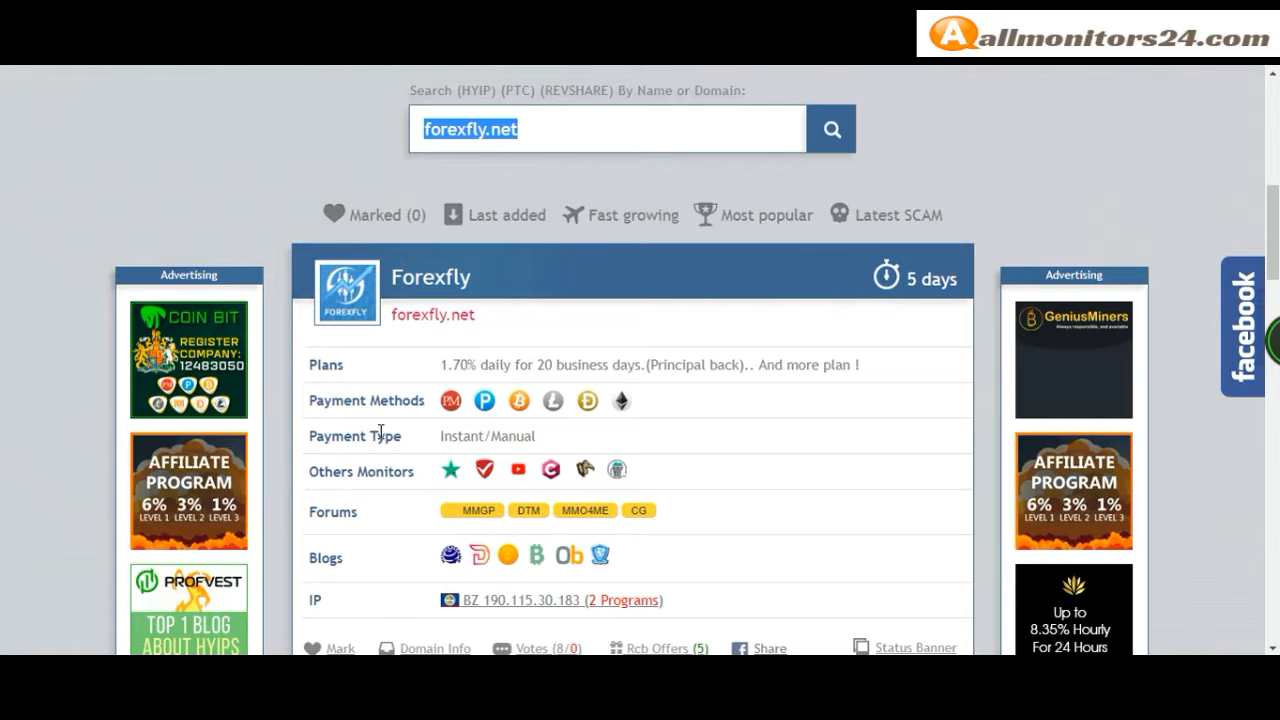 allmonitors24.com
Search (HYIP) (PTC) (REVSHARE) By Name or Domain:
forexfly.net
Marked (0) Last added Fast growing Most popular Latest SCAM
Advertising
COIN BIT
REGISTER
COMPANY:
12483050
AFFILIATE
PROGRAM
6% 3% 1%
LEVEL 1 LEVEL 2 LEVEL 3
PROFVEST
TOP 1 BLOG
ABOUT HYIPS
FOREXFLY
Forexfly
5 days
forexfly.net
Plans 1.70% daily for 20 business days.(Principal back).. And more plan !
Payment Methods
Payment Type Instant/Manual
Others Monitors
Forums MMGP DTM MMO4ME CG
Blogs
IP BZ 190.115.30.183 (2 Programs)
Mark Domain Info Votes (8/0) Rcb Offers (5) Share Status Banner
Advertising
GeniusMiners
Always responsible, and available
AFFILIATE
PROGRAM
6% 3% 1%
LEVEL 1 LEVEL 2 LEVEL 3
Up to
8.35% Hourly
For 24 Hours
facebook